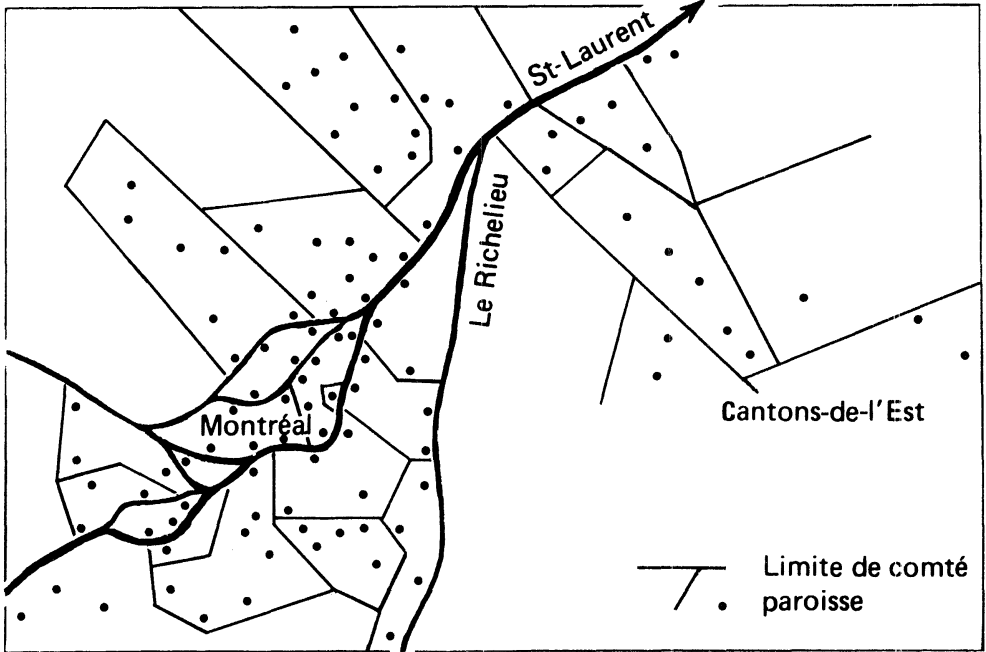 St-Laurent
Le Richelieu
Montréal
Cantons-de-l'Est
Limite de comté
paroisse